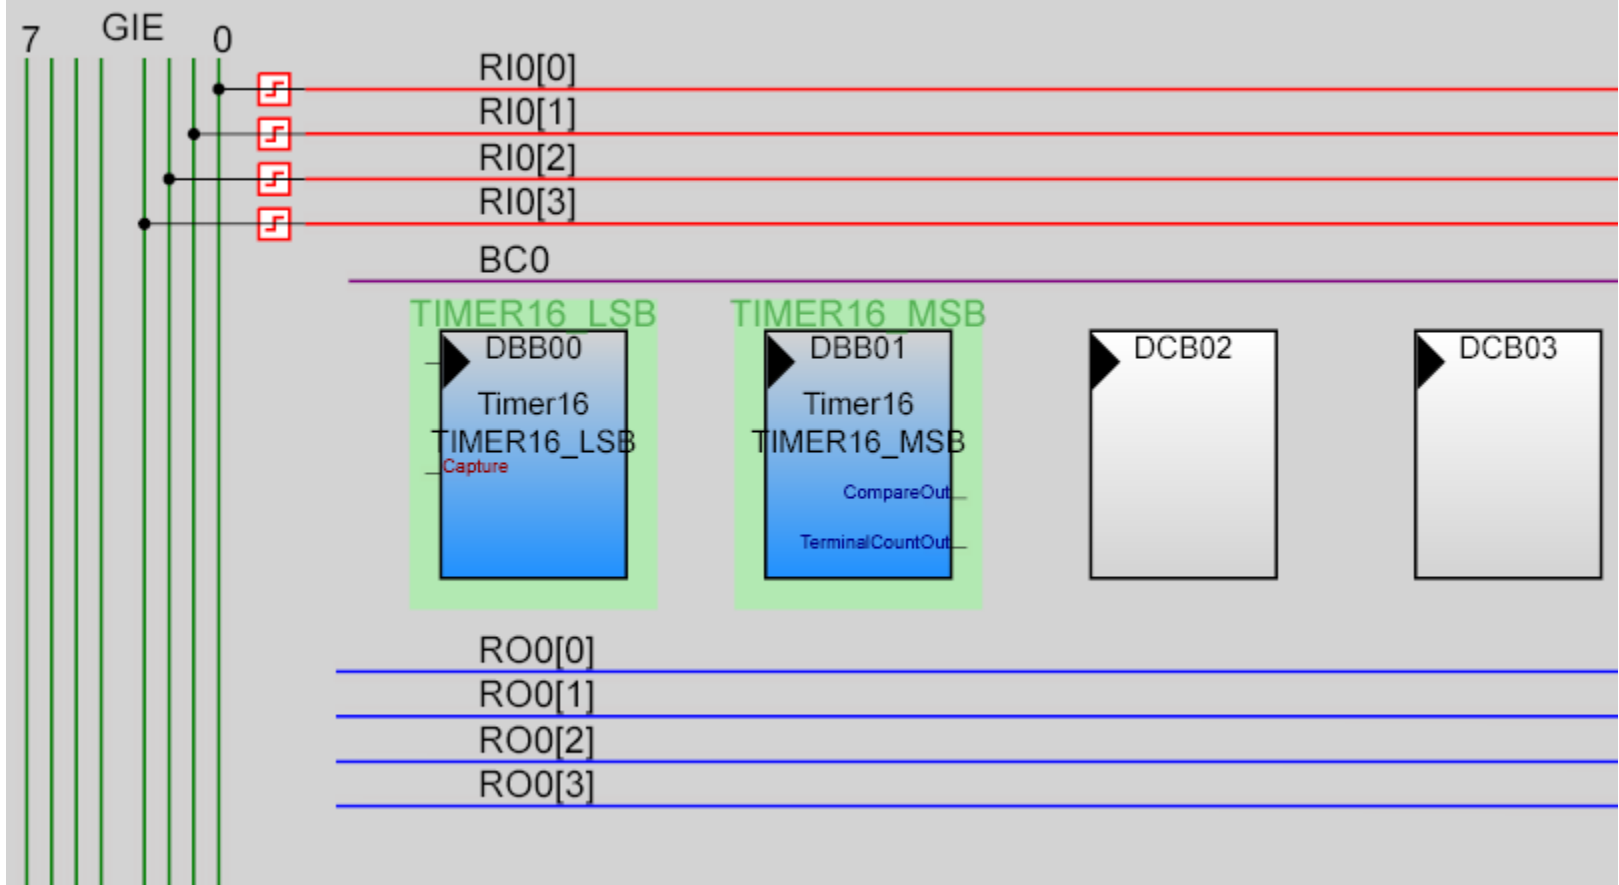 7 GIE 0
RI0[0]
RI0[1]
RI0[2]
RI0[3]
BC0
TIMER16_LSB
DBB00
Timer16
TIMER16_LSB
Capture
TIMER16_MSB
DBB01
Timer16
TIMER16_MSB
CompareOut
TerminalCountOut
DCB02
DCB03
RO0[0]
RO0[1]
RO0[2]
RO0[3]